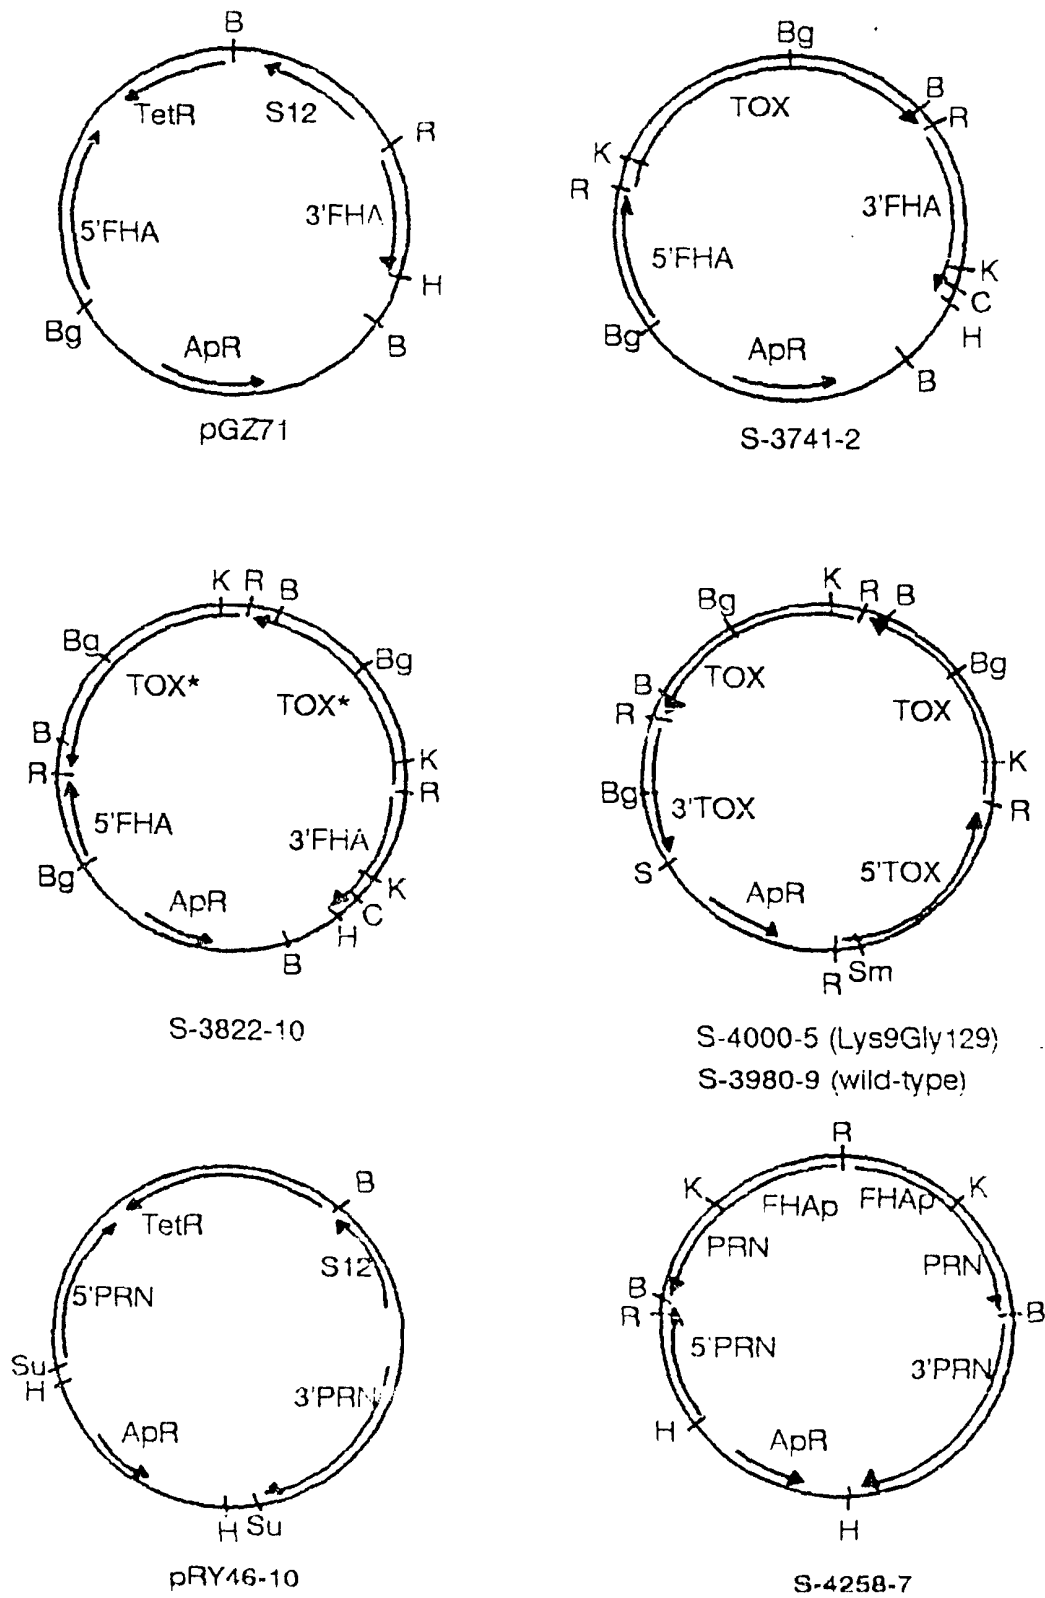 B
TetR
S12
R
3'FHA
5'FHA
H
Bg
B
ApR
pGZ71
Bg
TOX
B
R
K
R
3'FHA
5'FHA
K
C
H
Bg
ApR
B
S-3741-2
K R B
Bg
Bg
TOX*
TOX*
B
R
K
R
5'FHA
3'FHA
Bg
K
C
ApR
H
B
S-3822-10
K
R
B
Bg
Bg
TOX
TOX
B
R
K
Bg
3'TOX
R
S
5'TOX
ApR
R
Sm
S-4000-5 (Lys9Gly129)
S-3980-9 (wild-type)
B
TetR
S12
5'PRN
Su
H
3'PRN
ApR
H
Su
pRY46-10
R
K
FHAp
FHAp
K
PRN
PRN
B
R
B
5'PRN
3'PRN
H
ApR
H
S-4258-7